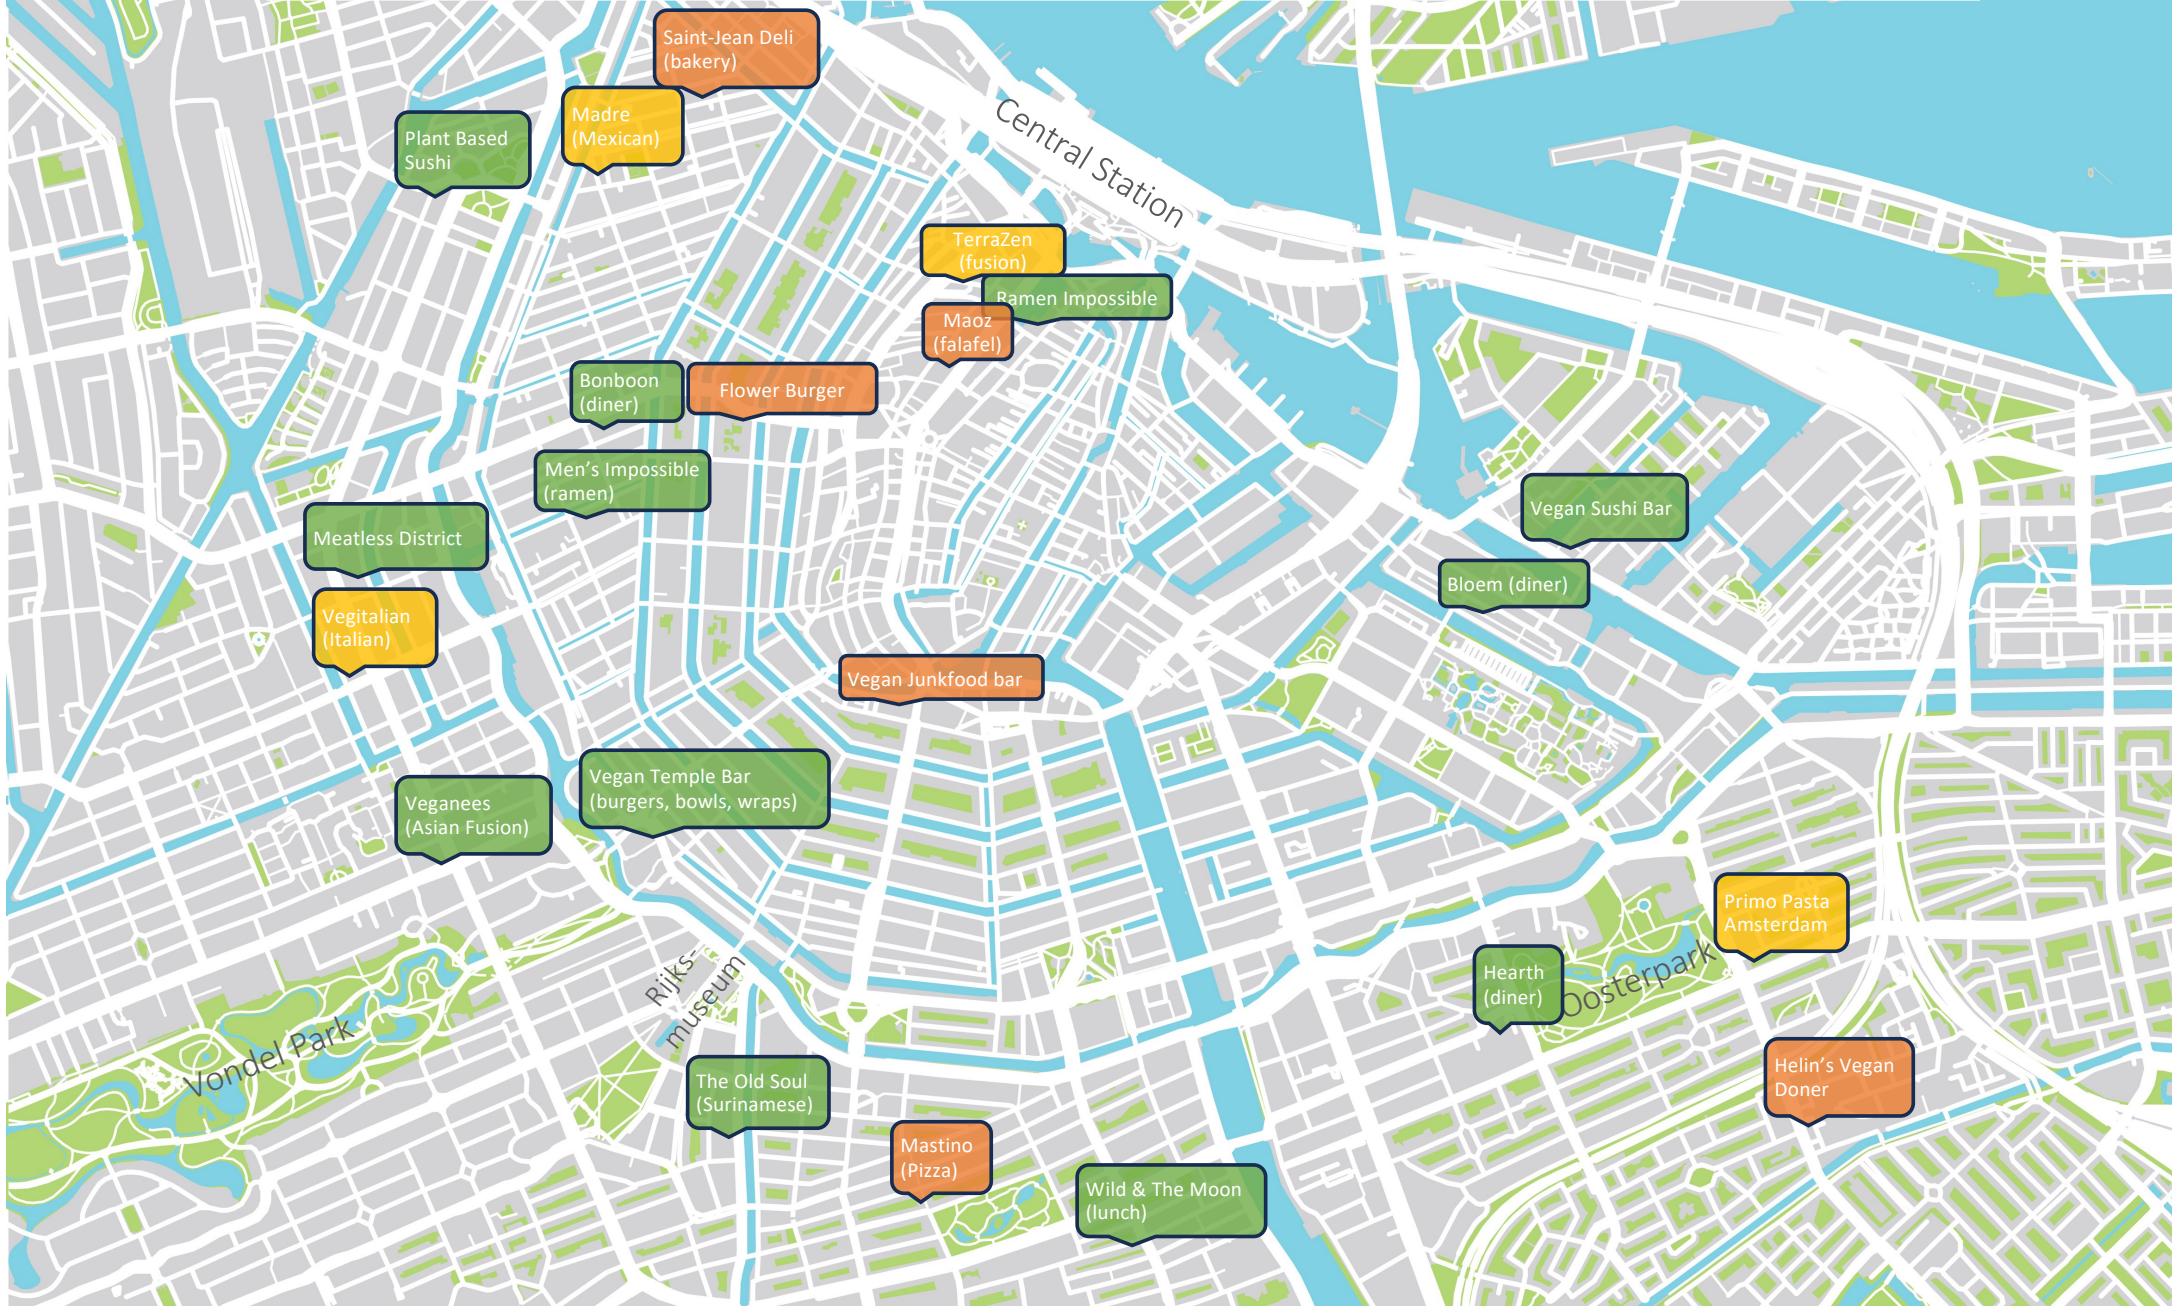 Saint-Jean Deli
(bakery)
Madre
(Mexican)
Plant Based
Sushi
Central Station
TerraZen
(fusion)
Ramen Impossible
Maoz
(falafel)
Bonboon
(diner)
Flower Burger
Men’s Impossible
(ramen)
Meatless District
Vegan Sushi Bar
Bloem (diner)
Vegitalian
(Italian)
Vegan Junkfood bar
Vegan Temple Bar
(burgers, bowls, wraps)
Veganees
(Asian Fusion)
Primo Pasta
Amsterdam
Hearth
(diner)
Oosterpark
Rijks-
museum
Vondel Park
The Old Soul
(Surinamese)
Helin’s Vegan
Doner
Mastino
(Pizza)
Wild & The Moon
(lunch)